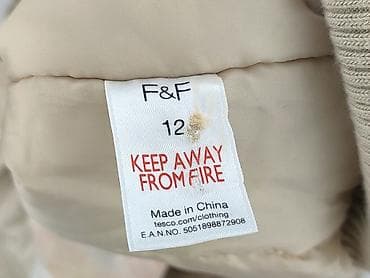 F&F
12
KEEP AWAY
FROM FIRE
Made in China
tesco.com/clothing
E.A.N.NO. 5051898872908